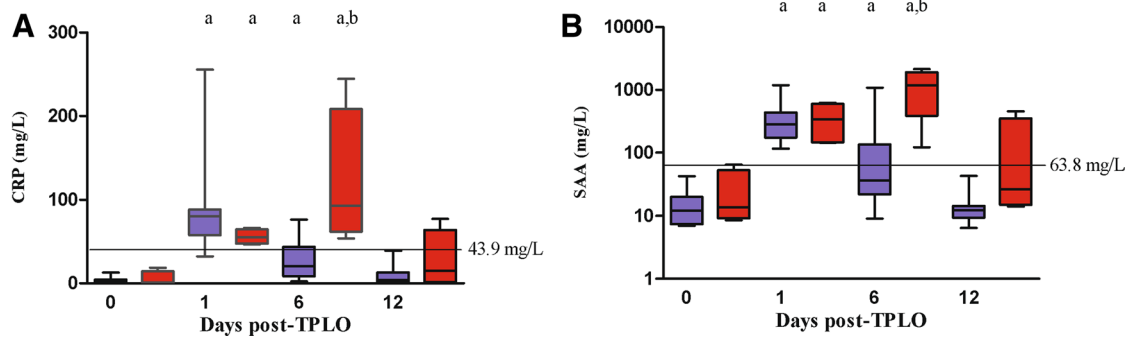 A
a a a a,b
300
200
100
0
CRP (mg/L)
43.9 mg/L
0 1 6 12
Days post-TPLO
B
a a a a,b
10000
1000
100
10
1
SAA (mg/L)
63.8 mg/L
0 1 6 12
Days post-TPLO